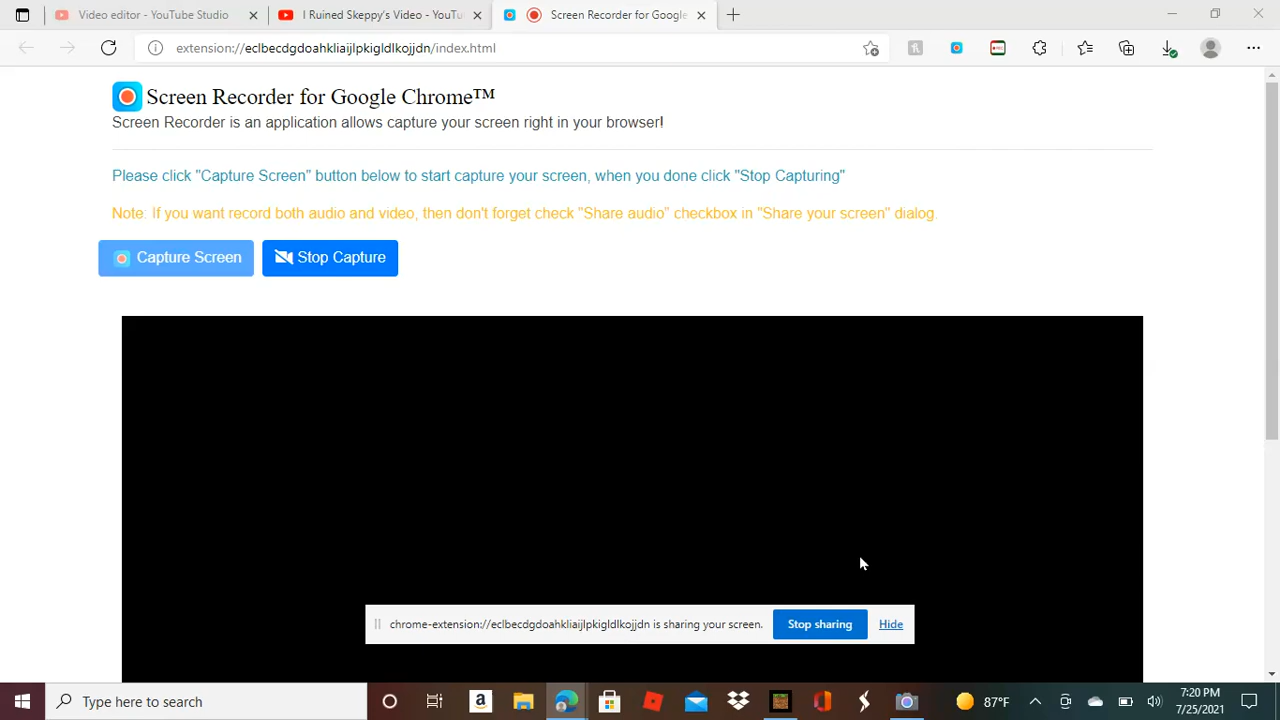 Video editor - YouTube Studio
I Ruined Skeppy's Video - YouTu
Screen Recorder for Google
extension://eclbecdgdoahkliaijlpkigldlkojjdn/index.html
Screen Recorder for Google Chrome™
Screen Recorder is an application allows capture your screen right in your browser!
Please click "Capture Screen" button below to start capture your screen, when you done click "Stop Capturing"
Note: If you want record both audio and video, then don't forget check "Share audio" checkbox in "Share your screen" dialog.
Capture Screen
Stop Capture
chrome-extension://eclbecdgdoahkliaijlpkigldlkojjdn is sharing your screen.
Stop sharing
Hide
Type here to search
87°F
7:20 PM
7/25/2021